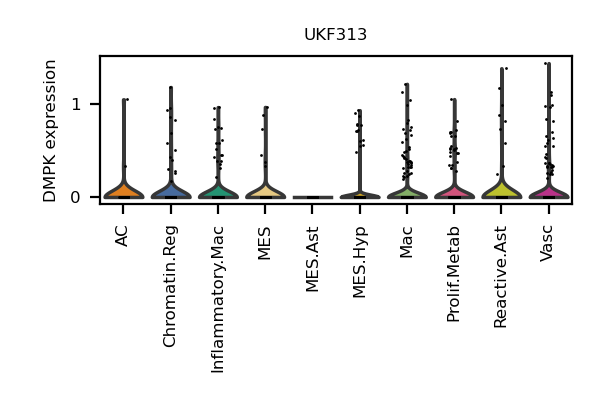 UKF313
DMPK expression
1
0
AC
Chromatin.Reg
Inflammatory.Mac
MES
MES.Ast
MES.Hyp
Mac
Prolif.Metab
Reactive.Ast
Vasc